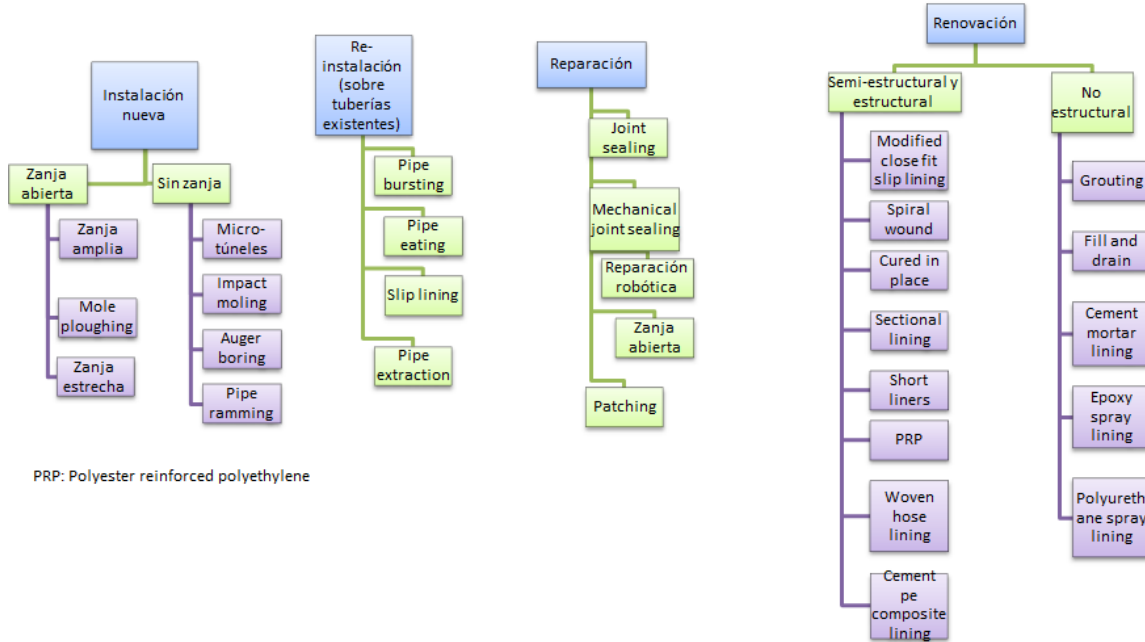 Instalación
nueva
Zanja
abierta
Sin zanja
Zanja
amplia
Mole
ploughing
Zanja
estrecha
Micro-
túneles
Impact
moling
Auger
boring
Pipe
ramming
Re-
instalación
(sobre
tuberías
existentes)
Pipe
bursting
Pipe
eating
Slip lining
Pipe
extraction
Reparación
Joint
sealing
Mechanical
joint sealing
Reparación
robótica
Zanja
abierta
Patching
Renovación
Semi-estructural y
estructural
Modified
close fit
slip lining
Spiral
wound
Cured in
place
Sectional
lining
Short
liners
PRP
Woven
hose
lining
Cement
pe
composite
lining
No
estructural
Grouting
Fill and
drain
Cement
mortar
lining
Epoxy
spray
lining
Polyureth
ane spray
lining
PRP: Polyester reinforced polyethylene